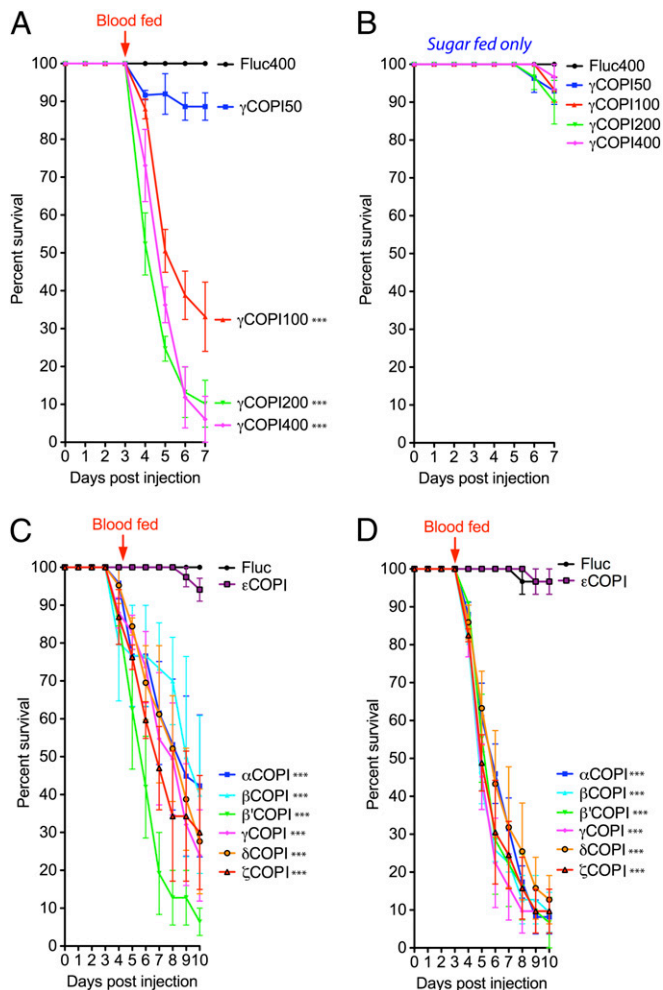 A
Blood fed
Percent survival
100
90
80
70
60
50
40
30
20
10
0
Fluc400
γCOPI50
γCOPI100 ***
γCOPI200 ***
γCOPI400 ***
0 1 2 3 4 5 6 7
Days post injection
B
Sugar fed only
Percent survival
100
90
80
70
60
50
40
30
20
10
0
Fluc400
γCOPI50
γCOPI100
γCOPI200
γCOPI400
0 1 2 3 4 5 6 7
Days post injection
C
Blood fed
Percent survival
100
90
80
70
60
50
40
30
20
10
0
Fluc
εCOPI
αCOPI ***
βCOPI ***
β'COPI ***
γCOPI ***
δCOPI ***
ζCOPI ***
0 1 2 3 4 5 6 7 8 9 10
Days post injection
D
Blood fed
Percent survival
100
90
80
70
60
50
40
30
20
10
0
Fluc
εCOPI
αCOPI ***
βCOPI ***
β'COPI ***
γCOPI ***
δCOPI ***
ζCOPI ***
0 1 2 3 4 5 6 7 8 9 10
Days post injection